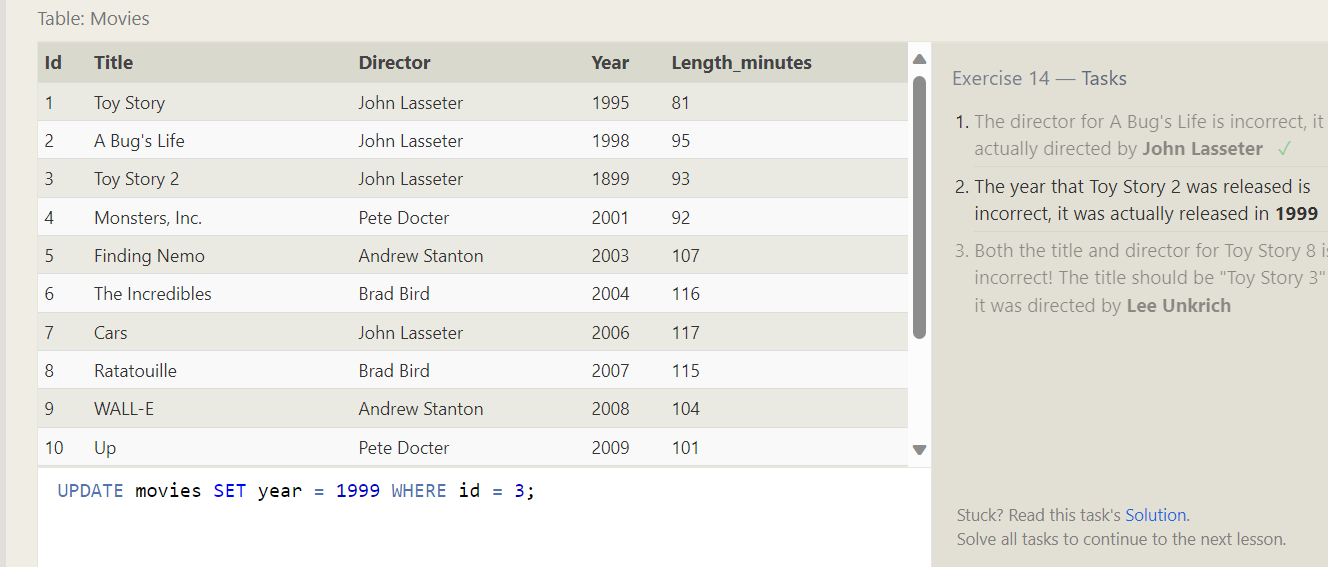 Table: Movies
Id Title Director Year Length_minutes
1 Toy Story John Lasseter 1995 81
2 A Bug's Life John Lasseter 1998 95
3 Toy Story 2 John Lasseter 1899 93
4 Monsters, Inc. Pete Docter 2001 92
5 Finding Nemo Andrew Stanton 2003 107
6 The Incredibles Brad Bird 2004 116
7 Cars John Lasseter 2006 117
8 Ratatouille Brad Bird 2007 115
9 WALL-E Andrew Stanton 2008 104
10 Up Pete Docter 2009 101
UPDATE movies SET year = 1999 WHERE id = 3;
Exercise 14 — Tasks
1. The director for A Bug's Life is incorrect, it
actually directed by John Lasseter ✓
2. The year that Toy Story 2 was released is
incorrect, it was actually released in 1999
3. Both the title and director for Toy Story 8 is
incorrect! The title should be "Toy Story 3"
it was directed by Lee Unkrich
Stuck? Read this task's Solution.
Solve all tasks to continue to the next lesson.